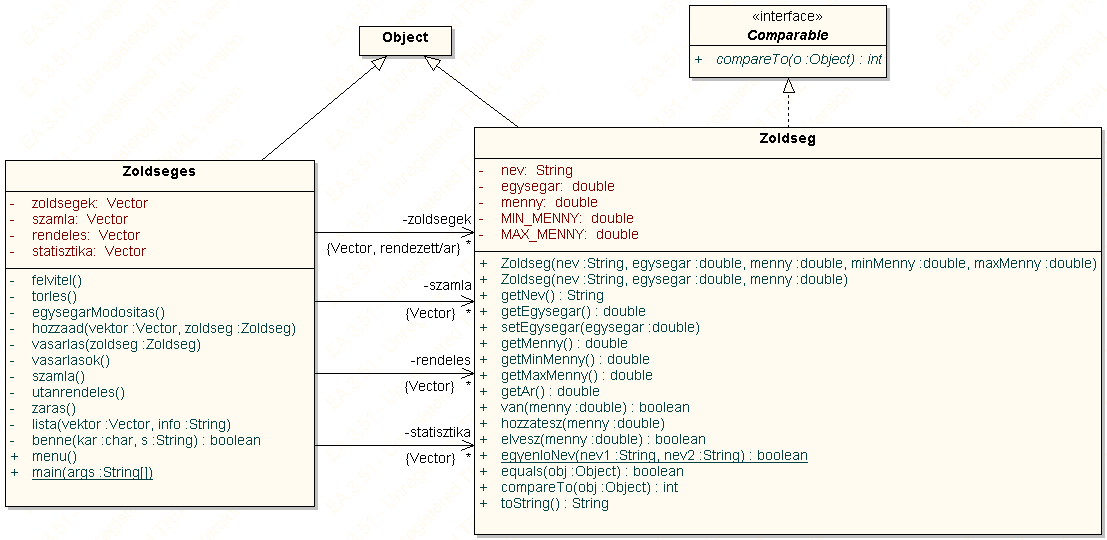 Object
«interface»
Comparable
+ compareTo(o :Object) : int
Zoldseges
- zoldsegek: Vector
- szamla: Vector
- rendeles: Vector
- statisztika: Vector
- felvitel()
- torles()
- egysegarModositas()
- hozzaad(vektor :Vector, zoldseg :Zoldseg)
- vasarlas(zoldseg :Zoldseg)
- vasarlasok()
- szamla()
- utanrendeles()
- zaras()
- lista(vektor :Vector, info :String)
- benne(kar :char, s :String) : boolean
+ menu()
+ main(args :String[])
-zoldsegek
{Vector, rendezett/ar} *
-szamla
{Vector} *
-rendeles
{Vector} *
-statisztika
{Vector} *
Zoldseg
- nev: String
- egysegar: double
- menny: double
- MIN_MENNY: double
- MAX_MENNY: double
+ Zoldseg(nev :String, egysegar :double, menny :double, minMenny :double, maxMenny :double)
+ Zoldseg(nev :String, egysegar :double, menny :double)
+ getNev() : String
+ getEgysegar() : double
+ setEgysegar(egysegar :double)
+ getMenny() : double
+ getMinMenny() : double
+ getMaxMenny() : double
+ getAr() : double
+ van(menny :double) : boolean
+ hozzatesz(menny :double)
+ elvesz(menny :double) : boolean
+ egyenloNev(nev1 :String, nev2 :String) : boolean
+ equals(obj :Object) : boolean
+ compareTo(obj :Object) : int
+ toString() : String